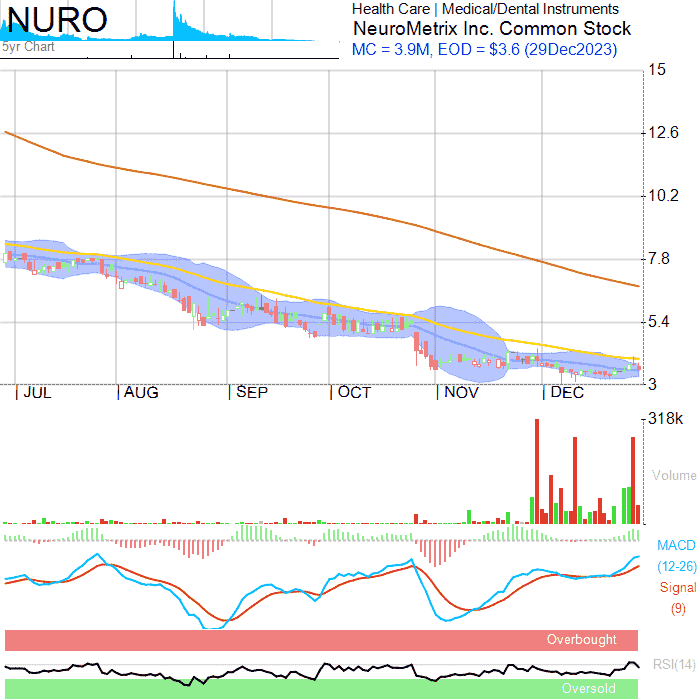 NURO
5yr Chart
Health Care | Medical/Dental Instruments
NeuroMetrix Inc. Common Stock
MC = 3.9M, EOD = $3.6 (29Dec2023)
15
12.6
10.2
7.8
5.4
3
JUL AUG SEP OCT NOV DEC
318k
Volume
MACD
(12-26)
Signal
(9)
Overbought
RSI(14)
Oversold